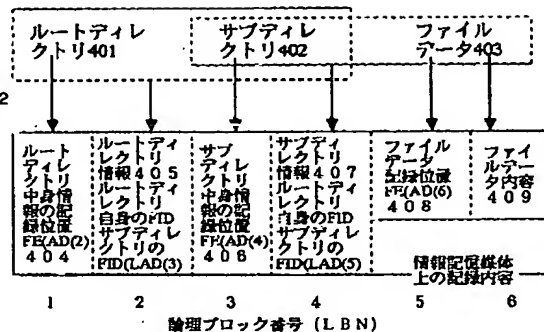 ルートディレ
クトリ401
サブディレ
クトリ402
ファイル
データ403
2
ルート
ディレ
クトリ
中身情
報の記
録位置
FE(AD(2)
404
ルートディ
レクトリ
情報405
ルートディ
レクトリ
自身のFID
サブディレ
クトリの
FID(LAD(3)
サブ
ディレ
クトリ
中身情
報の記
録位置
FE(AD(4)
406
サブディレ
クトリ
情報407
ルートディ
レクトリ
自身のFID
サブディレ
クトリの
FID(LAD(5)
ファイル
データ
記録位置
FE(AD(6)
408
ファイ
ルデー
タ内容
409
情報記憶媒体
上の記録内容
1 2 3 4 5 6
論理ブロック番号 (LBN)